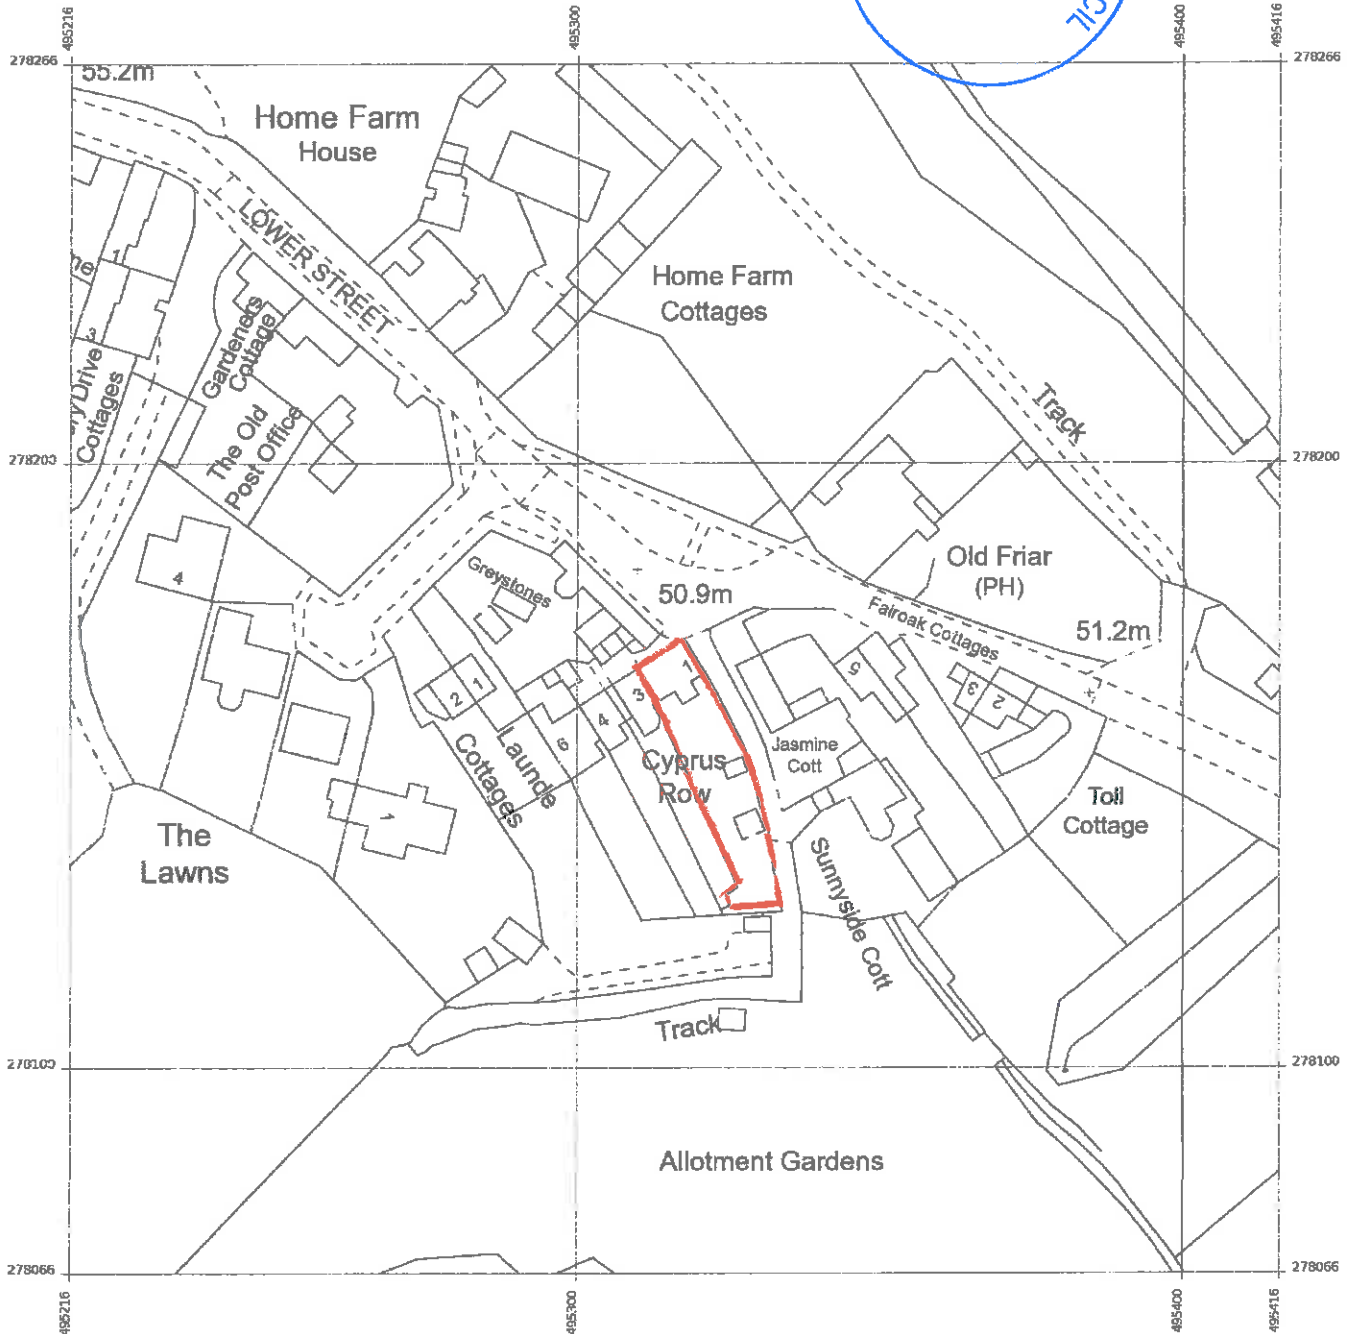 495216
495300
495400
495416
CIL
278266
278266
55.2m
Home Farm
House
LOWER STREET
Home Farm
Cottages
1
3
Gardeners
Cottage
Drive
Cottages
The Old
Post Office
Track
278200
278200
4
Greystones
50.9m
Old Friar
(PH)
Fairoak Cottages
51.2m
2
1
3
1
4
6
5
3
2
Launde
Cottages
Cyprus
Row
Jasmine
Cott
Toll
Cottage
1
The
Lawns
Sunnyside Cott
Track
278100
278100
Allotment Gardens
278066
278066
495216
495300
495400
495416